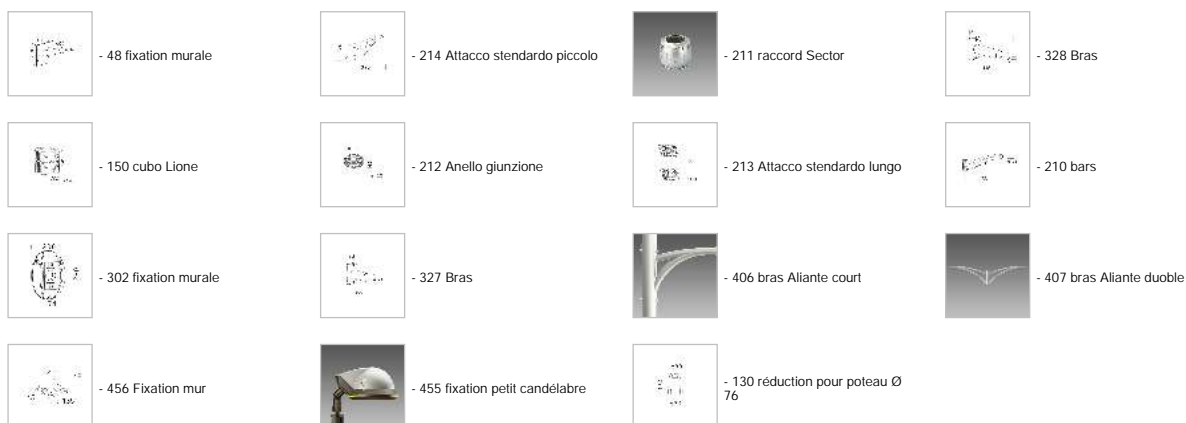 - 48 fixation murale
- 214 Attacco stendardo piccolo
- 211 raccord Sector
- 328 Bras
- 150 cubo Lione
- 212 Anello giunzione
- 213 Attacco stendardo lungo
- 210 bars
- 302 fixation murale
- 327 Bras
- 406 bras Aliante court
- 407 bras Aliante duoble
- 456 Fixation mur
- 455 fixation petit candélabre
- 130 réduction pour poteau Ø
76